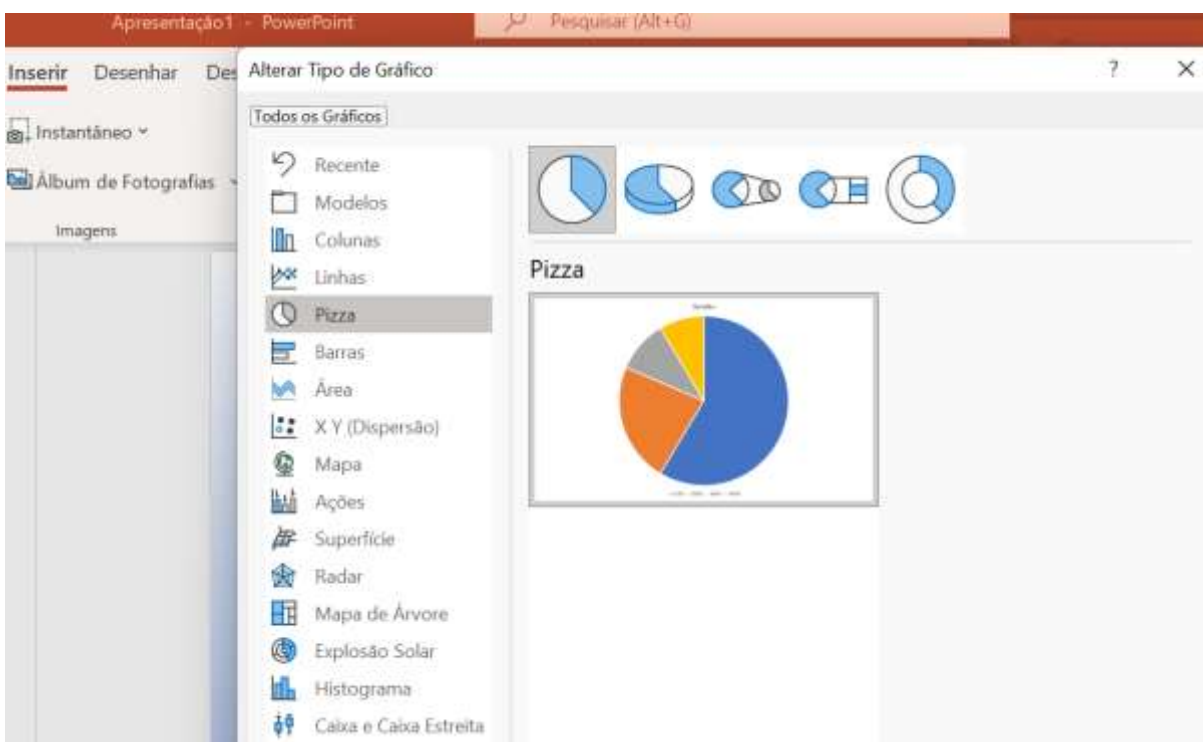 Apresentação1 - PowerPoint
Pesquisar (Alt+G)
Inserir Desenhar Des
Alterar Tipo de Gráfico
?
Instantâneo
Álbum de Fotografias
Imagens
Todos os Gráficos
Recente
Modelos
Colunas
Linhas
Pizza
Barras
Área
X Y (Dispersão)
Mapa
Ações
Superfície
Radar
Mapa de Árvore
Explosão Solar
Histograma
Caixa e Caixa Estreita
Pizza